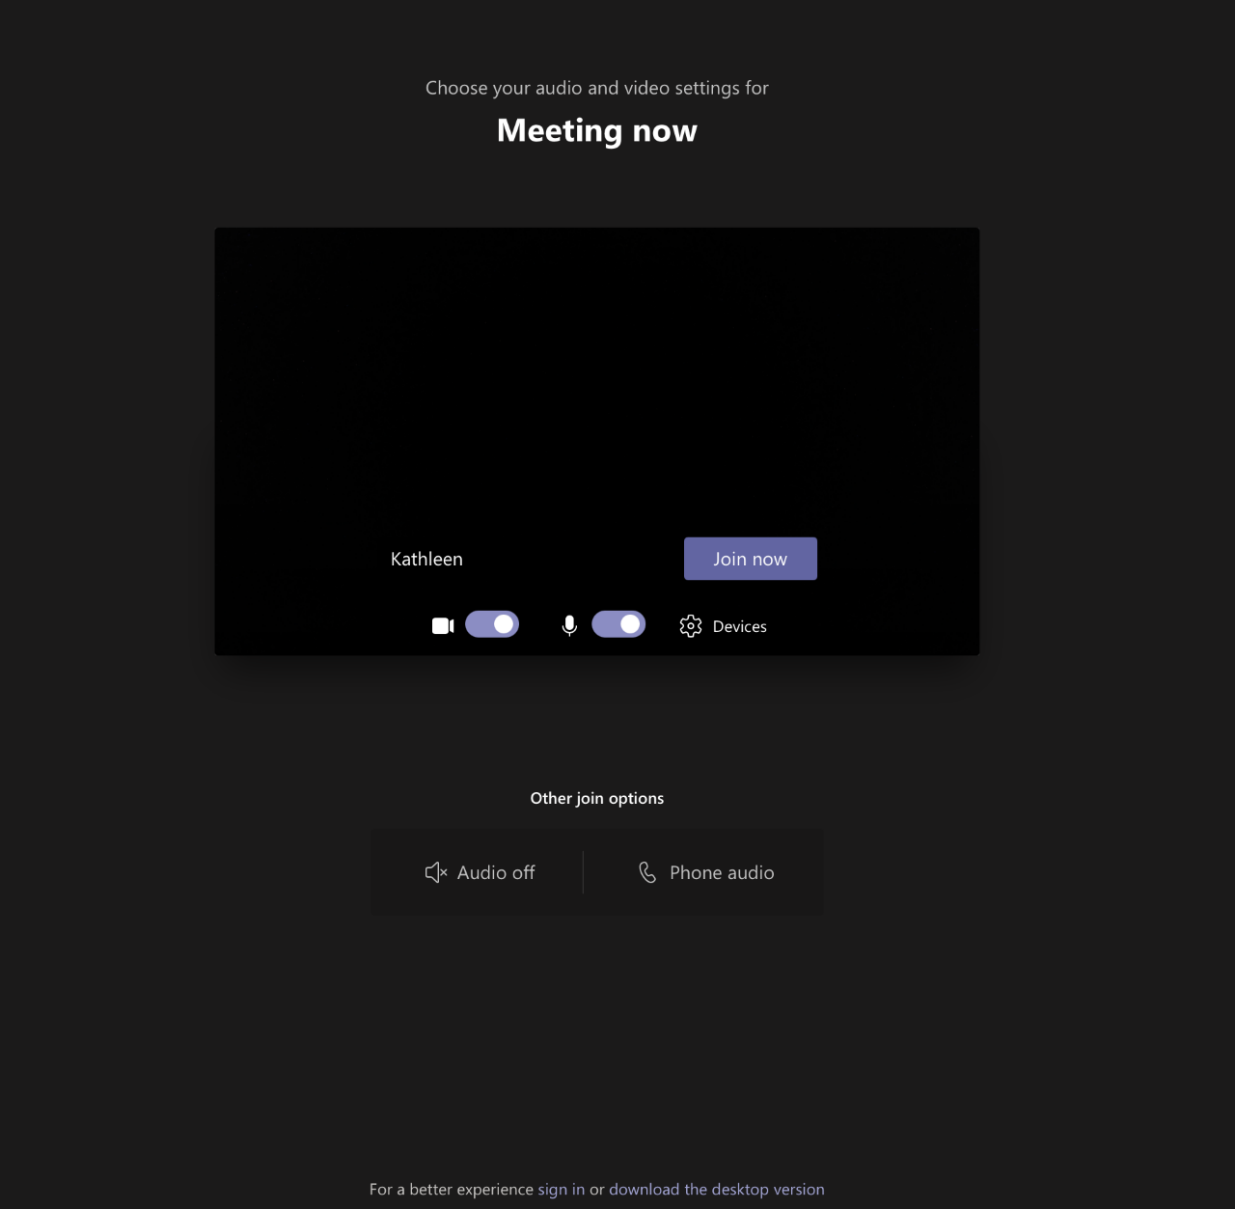 Choose your audio and video settings for
Meeting now
Kathleen
Join now
Devices
Other join options
Audio off
Phone audio
For a better experience sign in or download the desktop version